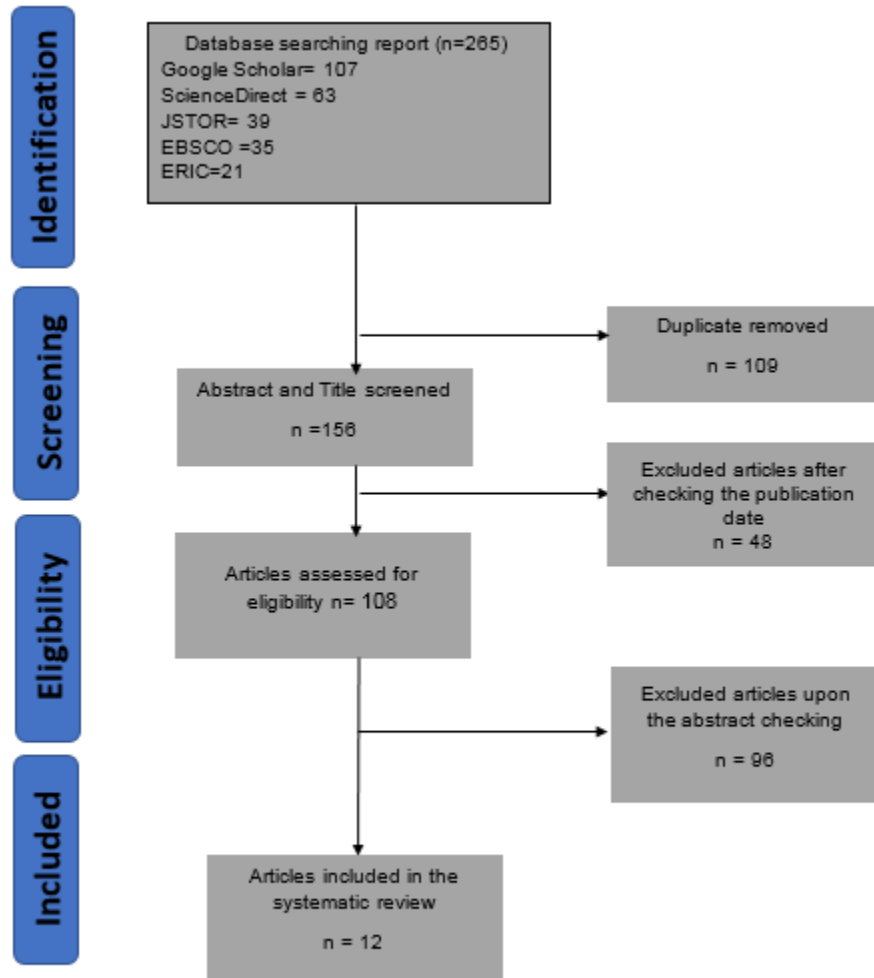 Identification
Database searching report (n=265)
Google Scholar= 107
ScienceDirect = 63
JSTOR= 39
EBSCO =35
ERIC=21
Screening
Duplicate removed
n = 109
Abstract and Title screened
n =156
Excluded articles after
checking the publication
date
n = 48
Eligibility
Articles assessed for
eligibility n= 108
Excluded articles upon
the abstract checking
n = 96
Included
Articles included in the
systematic review
n = 12